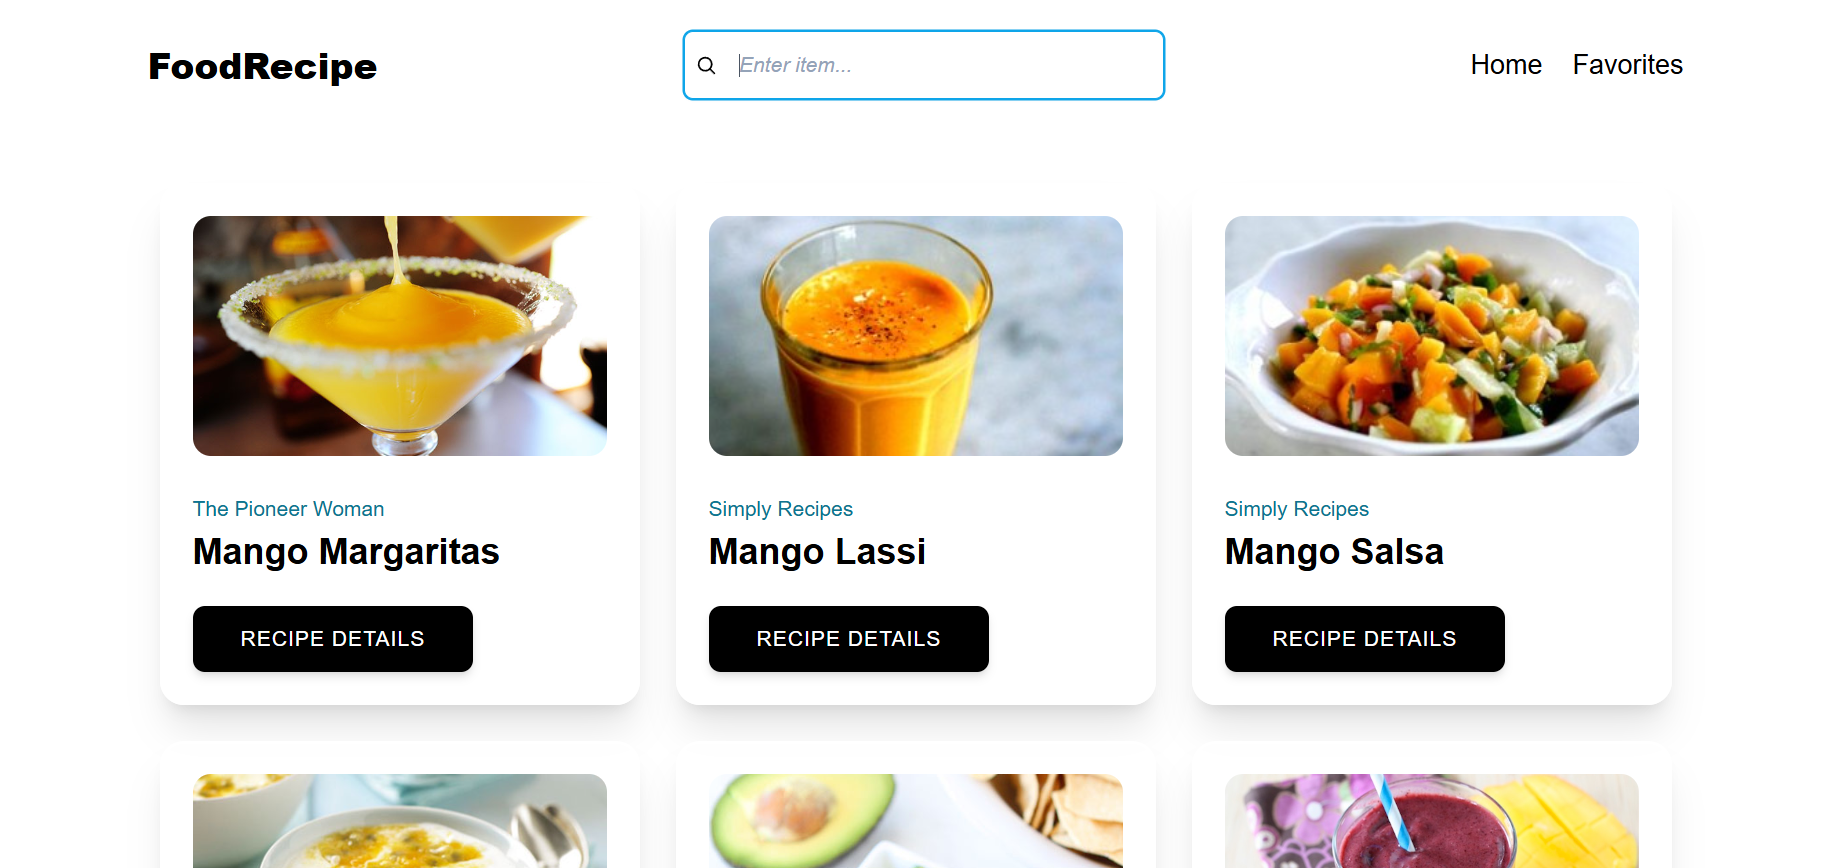 FoodRecipe
Enter item...
Home Favorites
The Pioneer Woman
Mango Margaritas
RECIPE DETAILS
Simply Recipes
Mango Lassi
RECIPE DETAILS
Simply Recipes
Mango Salsa
RECIPE DETAILS